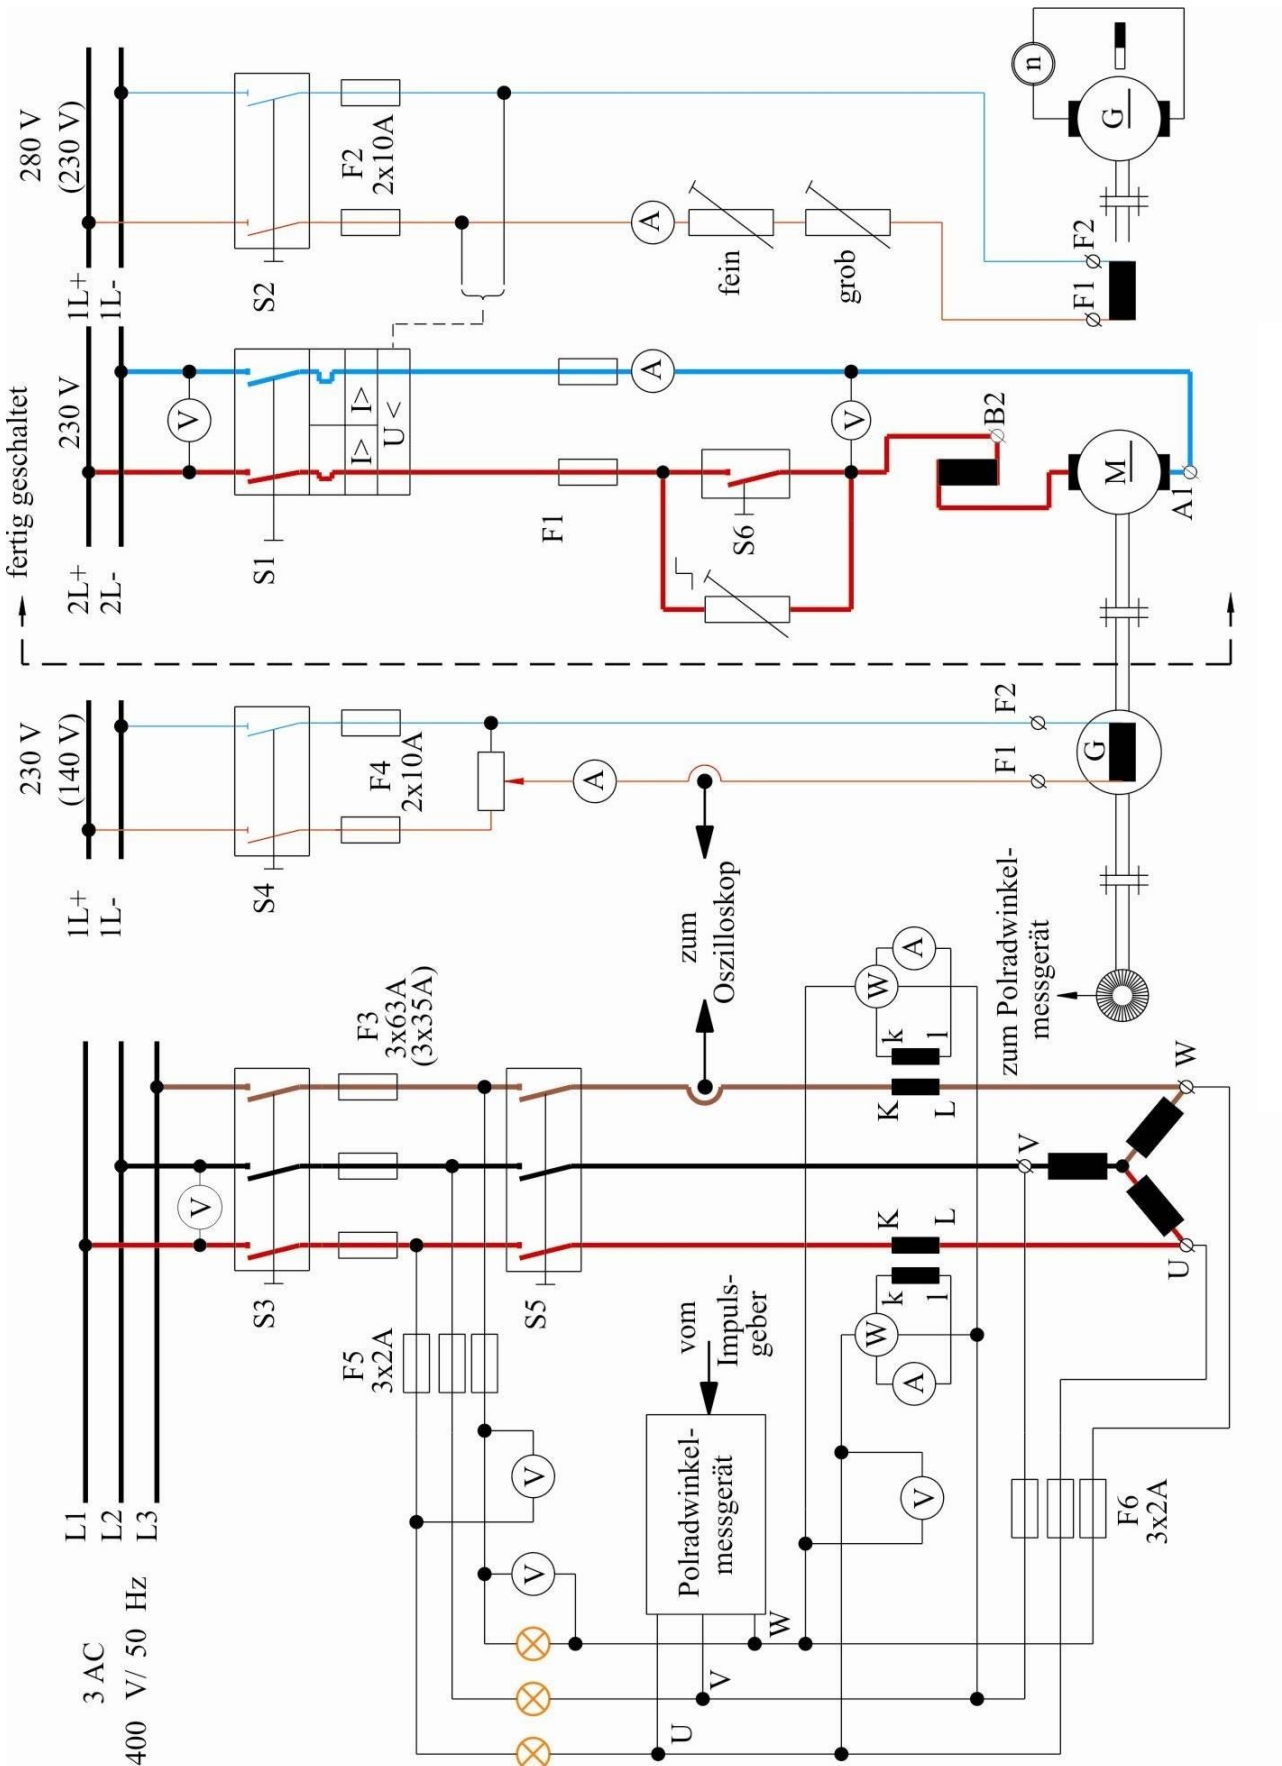 3 AC
400 V/ 50 Hz
L1
L2
L3
V
S3
F3
3x63A
(3x35A)
F5
3x2A
S5
V
V
vom
Impuls-
geber
Polradwinkel-
messgerät
U
V
W
zum
Oszilloskop
K
L
k
l
W
A
K
L
k
l
W
A
V
F6
3x2A
U
V
W
zum Polradwinkel-
messgerät
230 V
(140 V)
1L+
1L-
S4
F4
2x10A
A
F1
F2
G
fertig geschaltet
230 V
2L+
2L-
V
S1
I>
I>
U <
F1
A
S6
V
B2
M
A1
280 V
(230 V)
1L+
1L-
S2
F2
2x10A
A
fein
grob
F1
F2
G
n